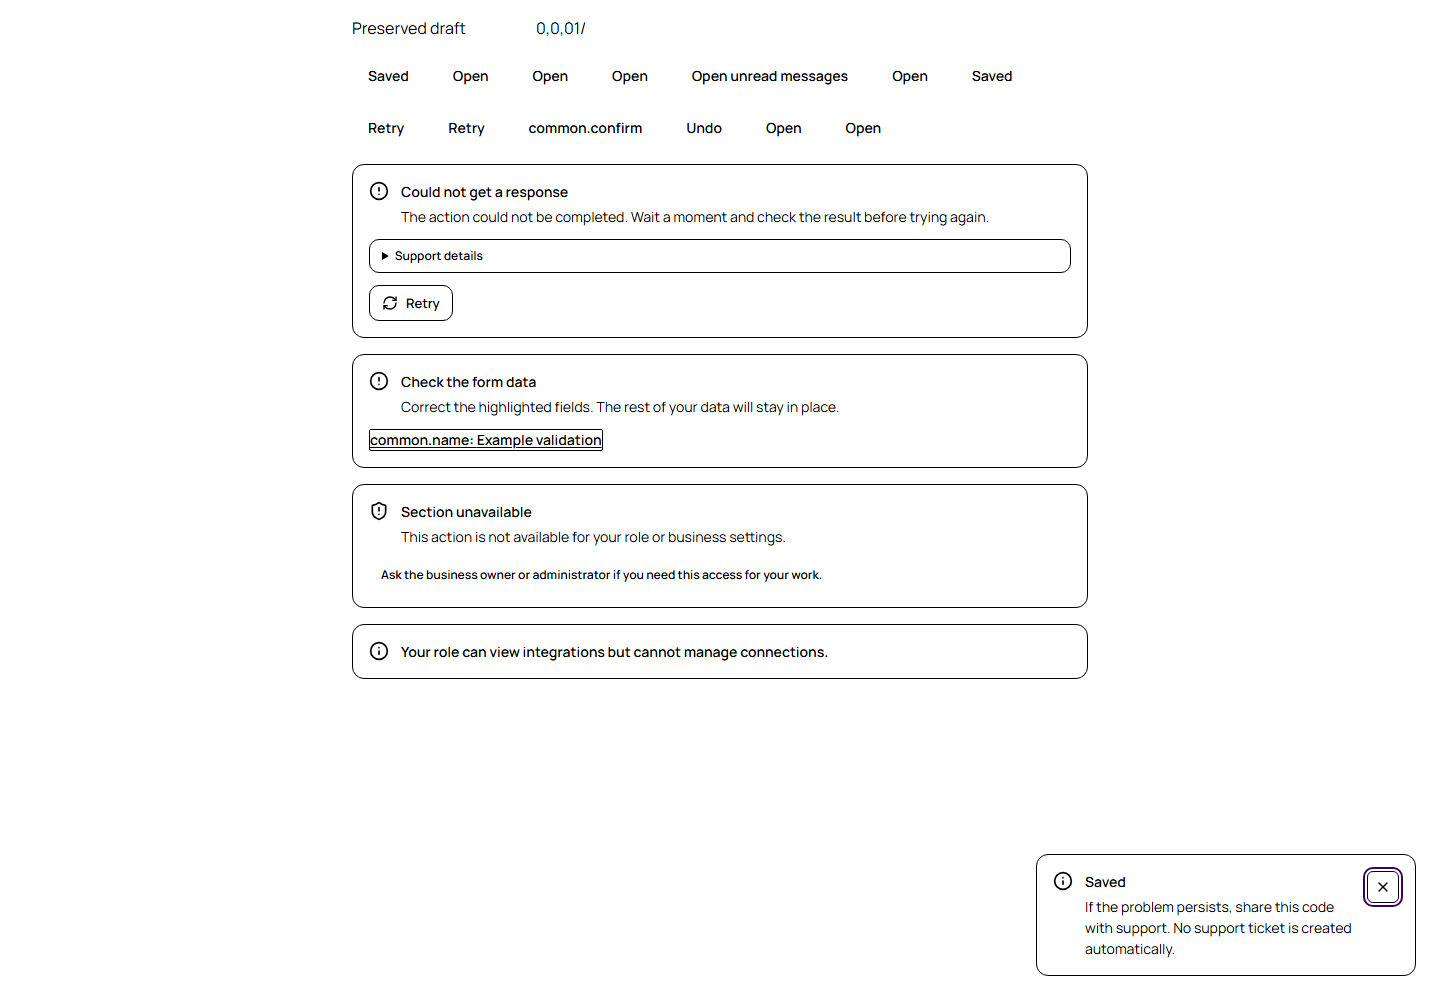 Preserved draft 0,0,01/
Saved Open Open Open Open unread messages Open Saved
Retry Retry common.confirm Undo Open Open
Could not get a response
The action could not be completed. Wait a moment and check the result before trying again.
Support details
Retry
Check the form data
Correct the highlighted fields. The rest of your data will stay in place.
common.name: Example validation
Section unavailable
This action is not available for your role or business settings.
Ask the business owner or administrator if you need this access for your work.
Your role can view integrations but cannot manage connections.
Saved
If the problem persists, share this code
with support. No support ticket is created
automatically.